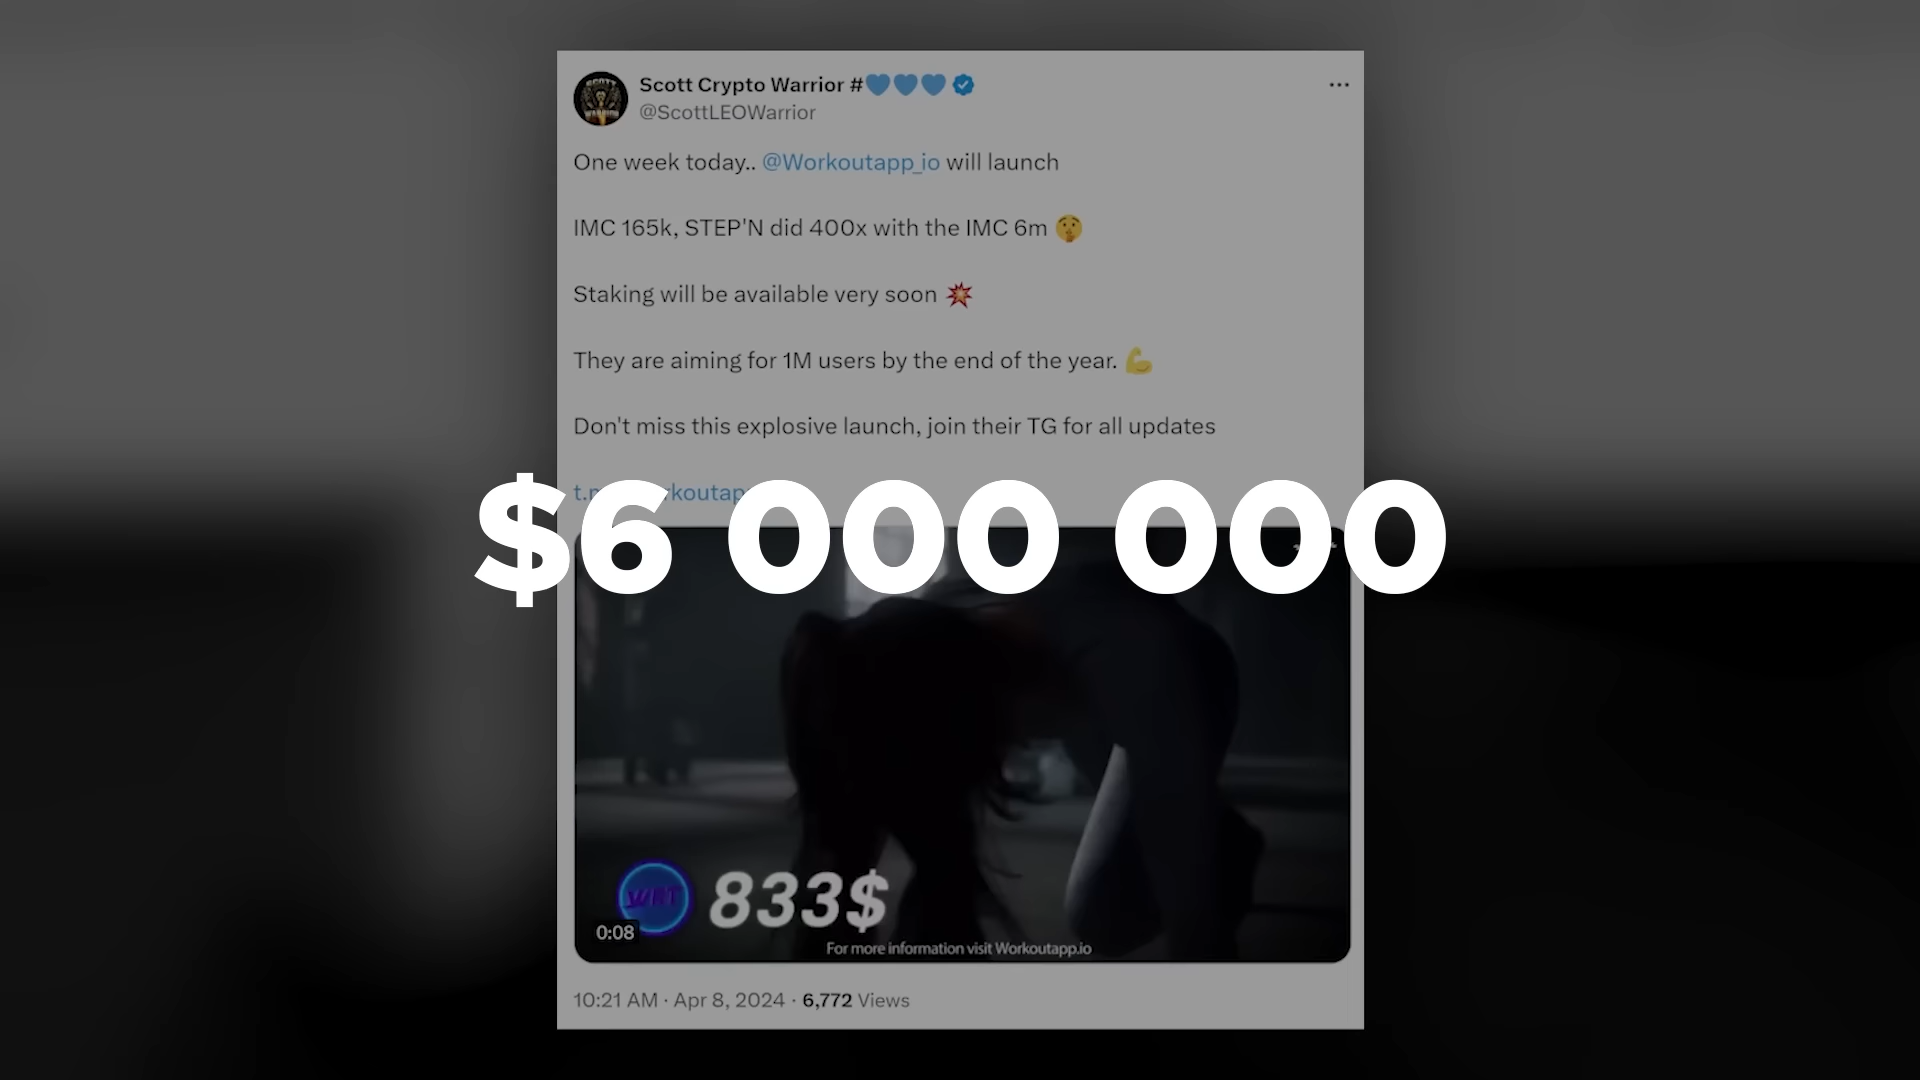 Scott Crypto Warrior #💙💙💙
@ScottLEOWarrior
One week today.. @Workoutapp_io will launch
IMC 165k, STEP'N did 400x with the IMC 6m 🤫
Staking will be available very soon 💥
They are aiming for 1M users by the end of the year. 💪
Don't miss this explosive launch, join their TG for all updates
$6 000 000
WRT 833$
0:08
For more information visit Workoutapp.io
10:21 AM · Apr 8, 2024 · 6,772 Views